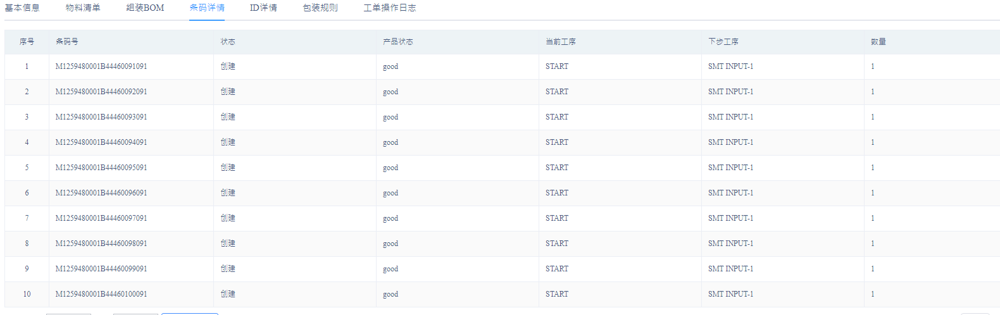 基本信息 物料清单 组装BOM 条码详情 ID详情 包装规则 工单操作日志
序号 条码号 状态 产品状态 当前工序 下步工序 数量
1 M1259480001B44460091091 创建 good START SMT INPUT-1 1
2 M1259480001B44460092091 创建 good START SMT INPUT-1 1
3 M1259480001B44460093091 创建 good START SMT INPUT-1 1
4 M1259480001B44460094091 创建 good START SMT INPUT-1 1
5 M1259480001B44460095091 创建 good START SMT INPUT-1 1
6 M1259480001B44460096091 创建 good START SMT INPUT-1 1
7 M1259480001B44460097091 创建 good START SMT INPUT-1 1
8 M1259480001B44460098091 创建 good START SMT INPUT-1 1
9 M1259480001B44460099091 创建 good START SMT INPUT-1 1
10 M1259480001B44460100091 创建 good START SMT INPUT-1 1